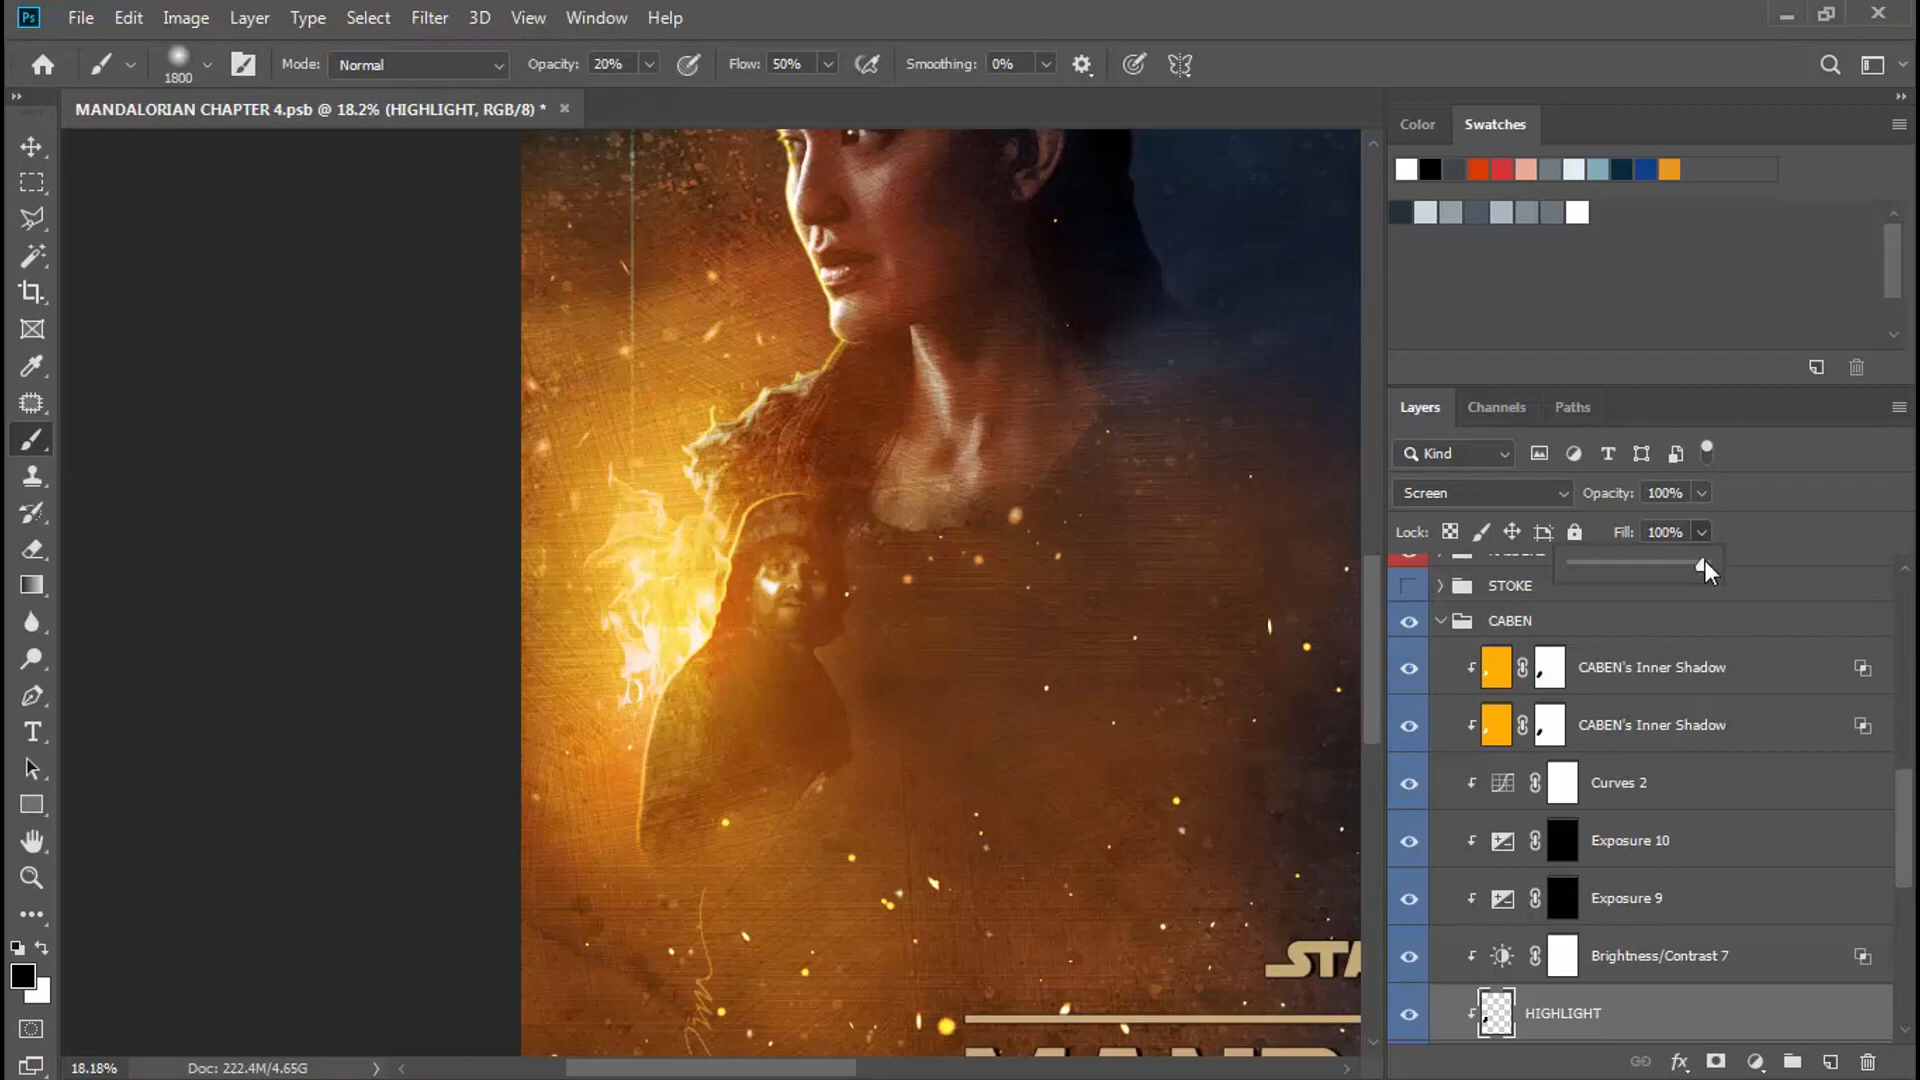 Ps File Edit Image Layer Type Select Filter 3D View Window Help
1800 Mode: Normal Opacity: 20% Flow: 50% Smoothing: 0%
MANDALORIAN CHAPTER 4.psb @ 18.2% (HIGHLIGHT, RGB/8) *
Color Swatches
Layers Channels Paths
Kind
Screen Opacity: 100%
Lock: Fill: 100%
STOKE
CABEN
CABEN's Inner Shadow
CABEN's Inner Shadow
Curves 2
Exposure 10
Exposure 9
Brightness/Contrast 7
HIGHLIGHT
STA
MAND
18.18% Doc: 222.4M/4.65G